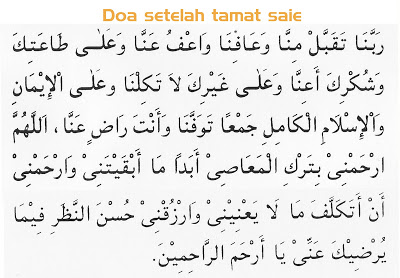 Doa setelah tamat saie
رَبَّنَا تَقَبَّلْ مِنَّا وَعَافِنَا وَاعْفُ عَنَّا وَعَلَى طَاعَتِكَ
وَشُكْرِكَ أَعِنَّا وَعَلَى غَيْرِكَ لاَ تَكِلْنَا وَعَلَى الْإِيْمَانِ
وَالْإِسْلَامِ الْكَامِلِ جَمْعًا تَوَفَّنَا وَأَنْتَ رَاضٍ عَنَّا، اَللَّهُمَّ
ارْحَمْنِيْ بِتَرْكِ الْمَعَاصِيْ أَبَدًا مَا أَبْقَيْتَنِيْ وَارْحَمْنِيْ
أَنْ أَتَكَلَّفَ مَا لَا يَعْنِيْنِيْ وَارْزُقْنِيْ حُسْنَ النَّظَرِ فِيْمَا
يُرْضِيْكَ عَنِّيْ يَا أَرْحَمَ الرَّاحِمِيْنَ.